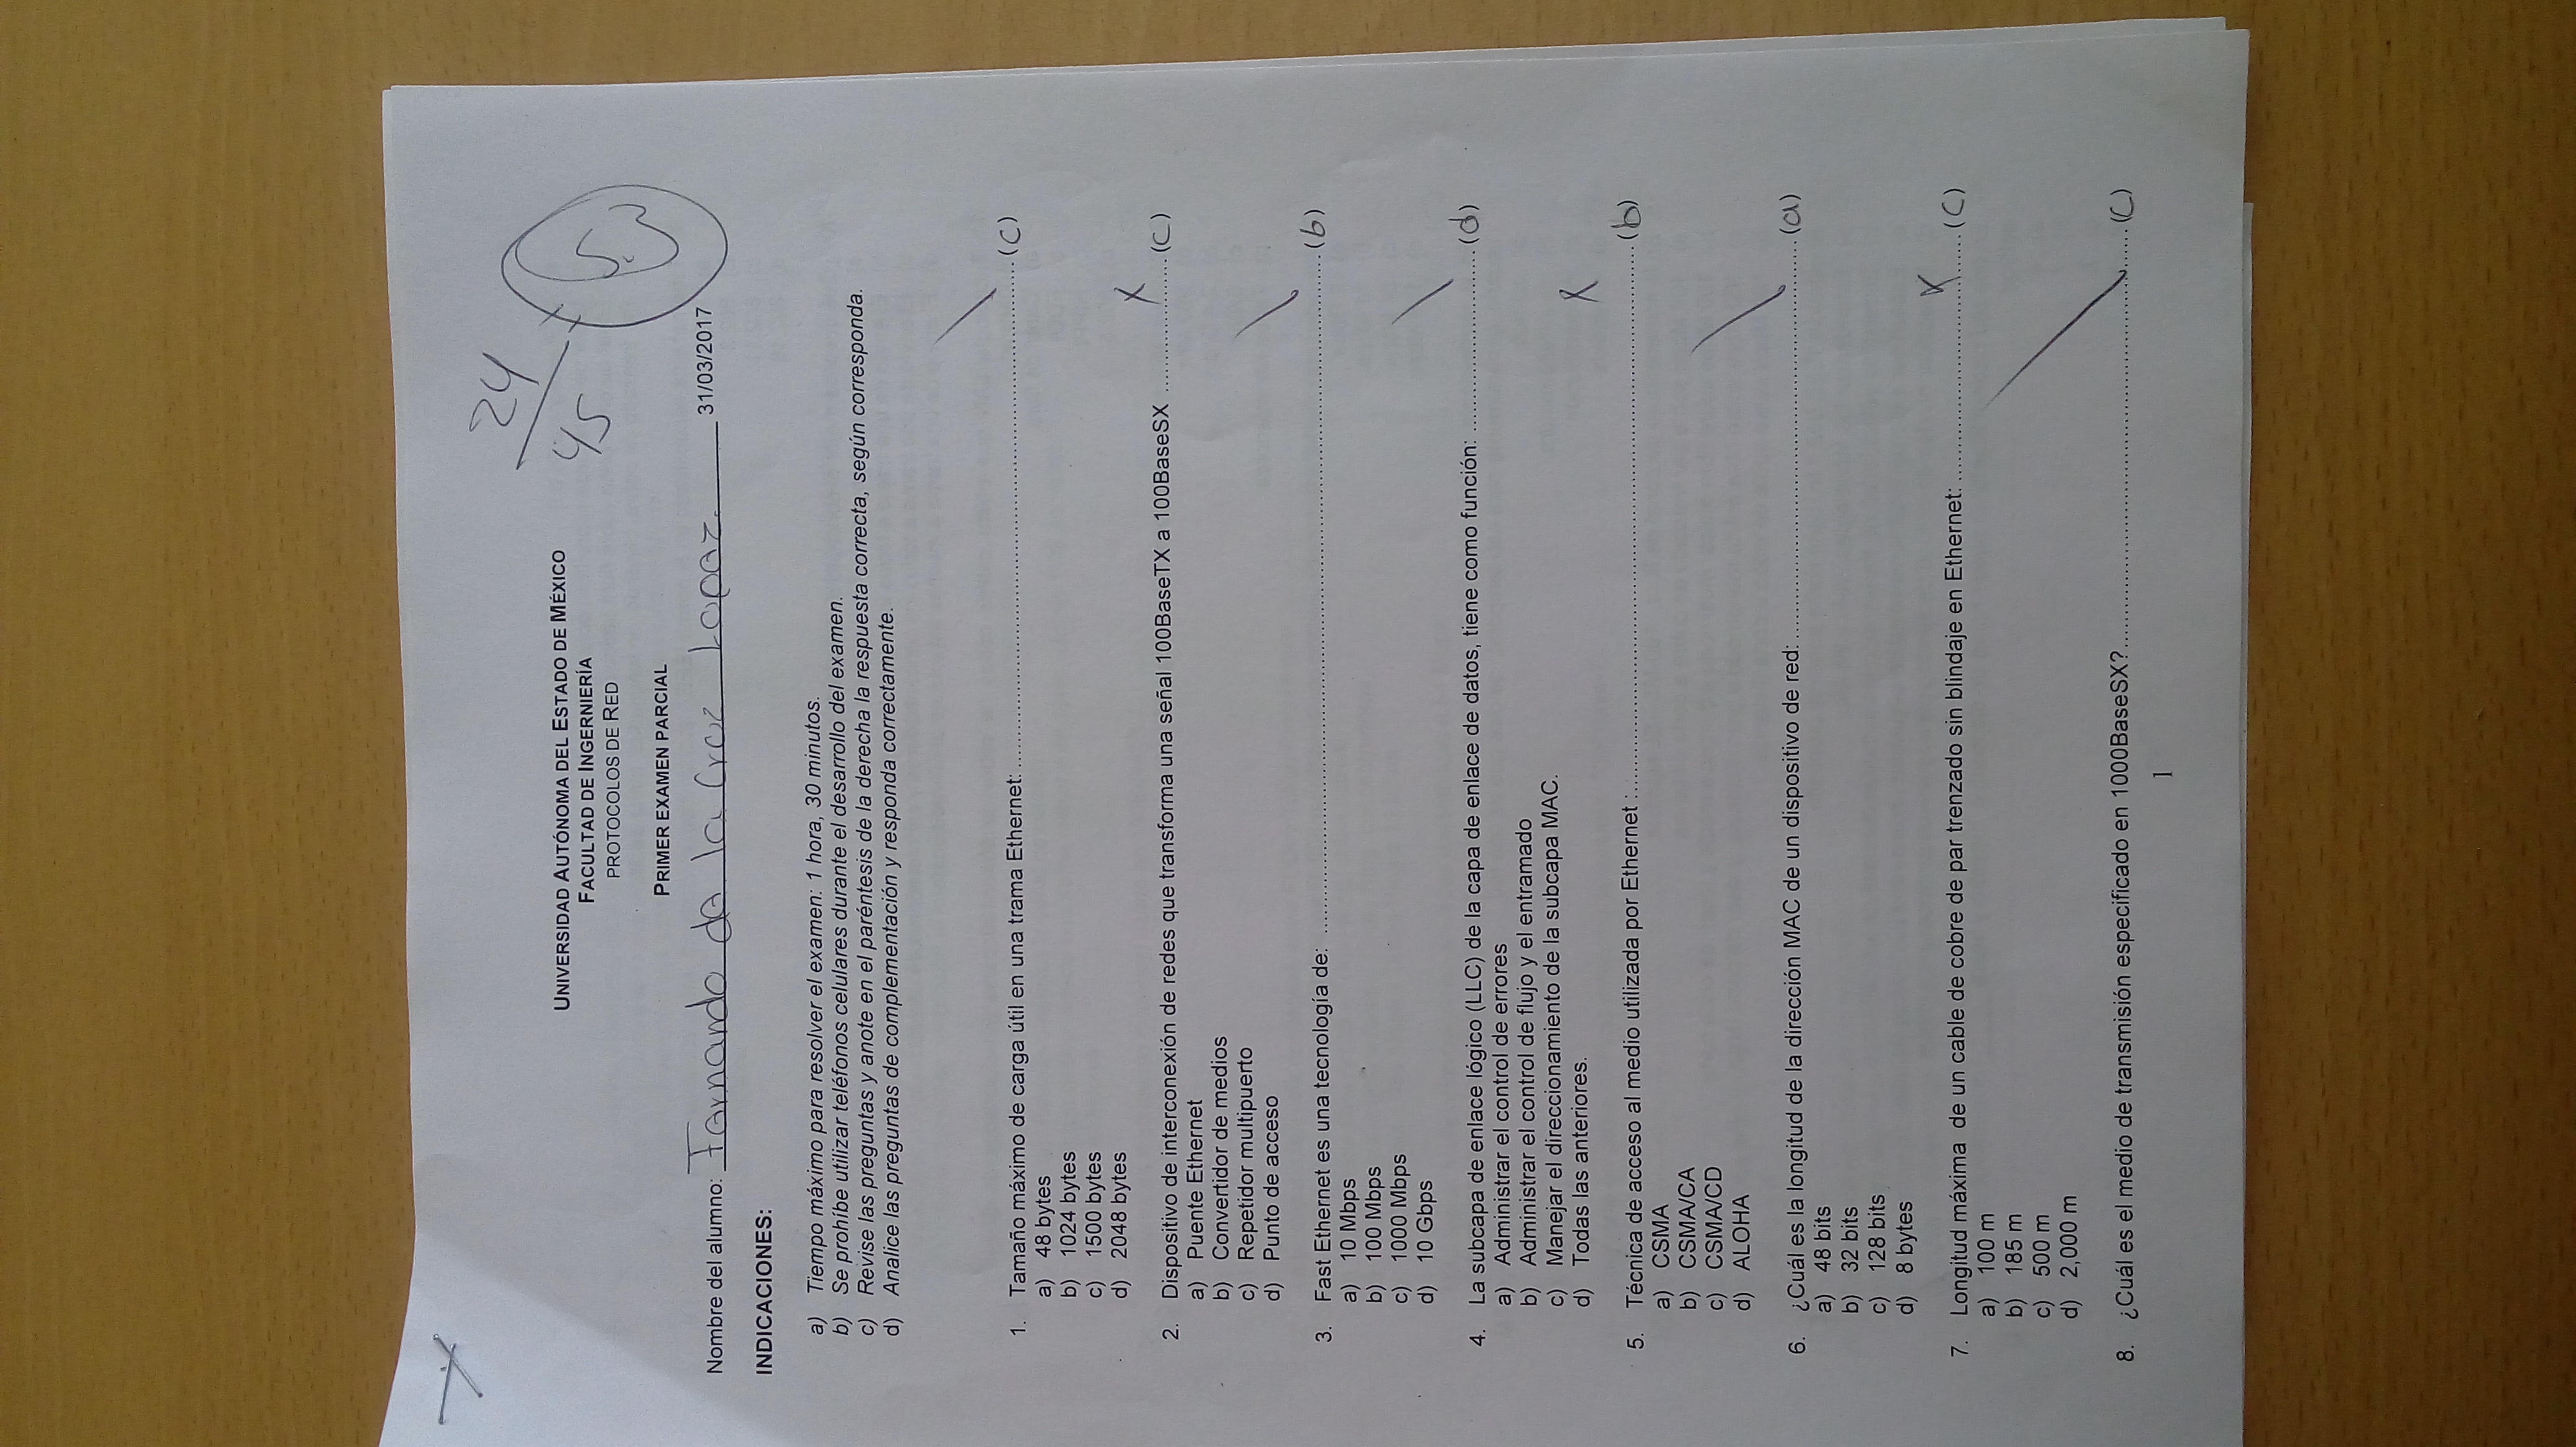 24
45
5.3
UNIVERSIDAD AUTÓNOMA DEL ESTADO DE MÉXICO
FACULTAD DE INGERNIERÍA
PROTOCOLOS DE RED
PRIMER EXAMEN PARCIAL
Nombre del alumno: Fernando de la Cruz Lopez 31/03/2017
INDICACIONES:
a) Tiempo máximo para resolver el examen: 1 hora, 30 minutos.
b) Se prohíbe utilizar teléfonos celulares durante el desarrollo del examen.
c) Revise las preguntas y anote en el paréntesis de la derecha la respuesta correcta, según corresponda.
d) Analice las preguntas de complementación y responda correctamente.
1. Tamaño máximo de carga útil en una trama Ethernet: (C)
a) 48 bytes
b) 1024 bytes
c) 1500 bytes
d) 2048 bytes
2. Dispositivo de interconexión de redes que transforma una señal 100BaseTX a 100BaseSX (C)
a) Puente Ethernet
b) Convertidor de medios
c) Repetidor multipuerto
d) Punto de acceso
3. Fast Ethernet es una tecnología de: (b)
a) 10 Mbps
b) 100 Mbps
c) 1000 Mbps
d) 10 Gbps
4. La subcapa de enlace lógico (LLC) de la capa de enlace de datos, tiene como función: (d)
a) Administrar el control de errores
b) Administrar el control de flujo y el entramado
c) Manejar el direccionamiento de la subcapa MAC.
d) Todas las anteriores.
5. Técnica de acceso al medio utilizada por Ethernet : (b)
a) CSMA
b) CSMA/CA
c) CSMA/CD
d) ALOHA
6. ¿Cuál es la longitud de la dirección MAC de un dispositivo de red: (a)
a) 48 bits
b) 32 bits
c) 128 bits
d) 8 bytes
7. Longitud máxima de un cable de cobre de par trenzado sin blindaje en Ethernet: (C)
a) 100 m
b) 185 m
c) 500 m
d) 2,000 m
8. ¿Cuál es el medio de transmisión especificado en 1000BaseSX? (C)
1